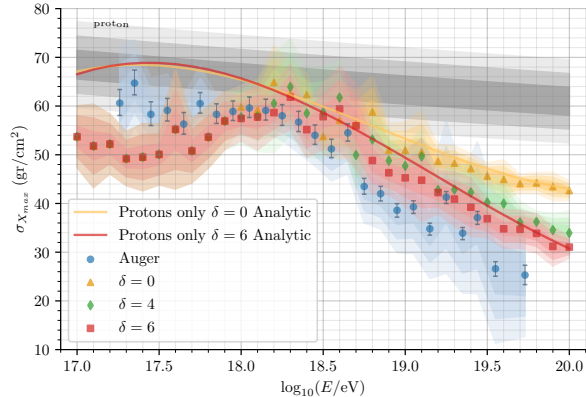 80
70
60
50
40
30
20
10
σ_{X_{max}} (gr/cm²)
proton
Protons only δ = 0 Analytic
Protons only δ = 6 Analytic
Auger
δ = 0
δ = 4
δ = 6
17.0 17.5 18.0 18.5 19.0 19.5 20.0
log₁₀(E/eV)